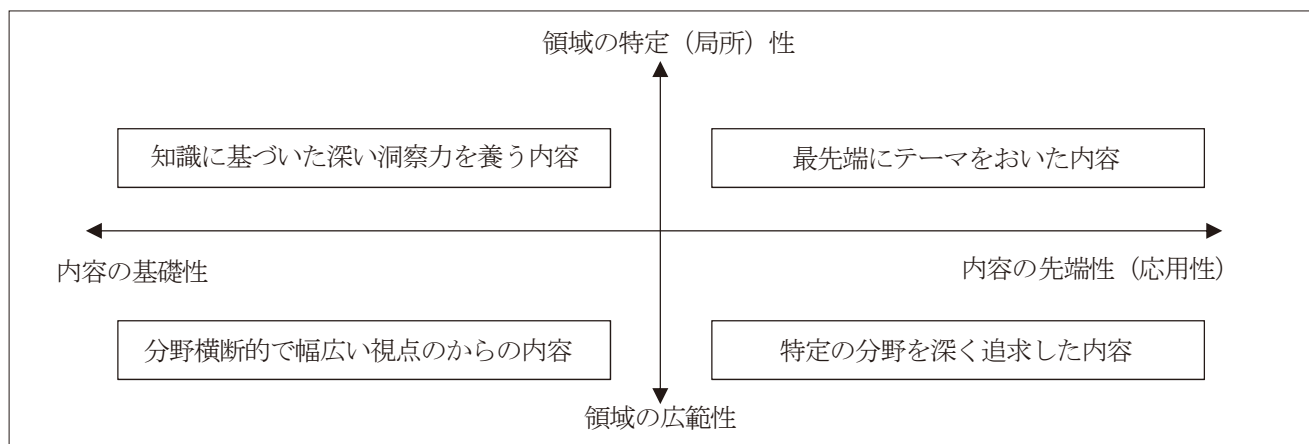 領域の特定（局所）性
知識に基づいた深い洞察力を養う内容
最先端にテーマをおいた内容
内容の基礎性
内容の先端性（応用性）
分野横断的で幅広い視点のからの内容
特定の分野を深く追求した内容
領域の広範性